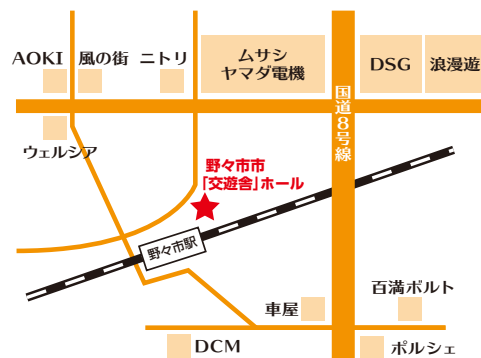 AOKI
風の街
ニトリ
ムサシ
ヤマダ電機
DSG
浪漫遊
国道8号線
ウェルシア
野々市市
「交遊舎」ホール
野々市駅
車屋
百満ボルト
DCM
ポルシェ